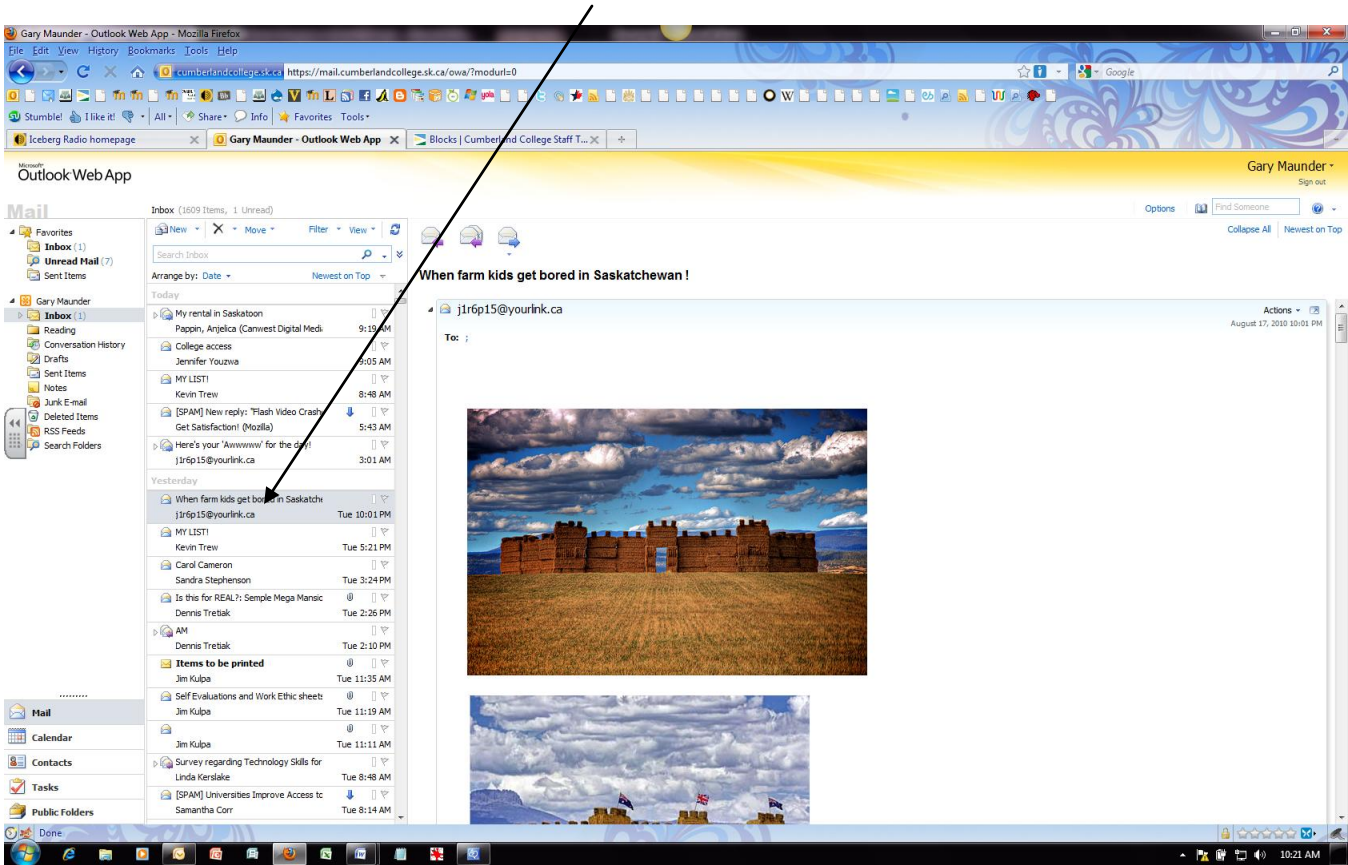 Gary Maunder - Outlook Web App - Mozilla Firefox
File Edit View History Bookmarks Tools Help
cumberlandcollege.sk.ca https://mail.cumberlandcollege.sk.ca/owa/?modurl=0
Google
Stumble! I like it! All Share Info Favorites Tools
Iceberg Radio homepage
Gary Maunder - Outlook Web App
Blocks | Cumberland College Staff T...
Microsoft
Outlook Web App
Gary Maunder
Sign out
Mail
Inbox (1609 Items, 1 Unread)
Options
Find Someone
Favorites
Inbox (1)
Unread Mail (7)
Sent Items
Gary Maunder
Inbox (1)
Reading
Conversation History
Drafts
Sent Items
Notes
Junk E-mail
Deleted Items
RSS Feeds
Search Folders
Mail
Calendar
Contacts
Tasks
Public Folders
New Move Filter View
Search Inbox
Arrange by: Date Newest on Top
Today
My rental in Saskatoon
Pappin, Anjelica (Canwest Digital Medi 9:19 AM
College access
Jennifer Youzwa 9:05 AM
MY LIST!
Kevin Trew 8:48 AM
[SPAM] New reply: "Flash Video Crash
Get Satisfaction! (Mozilla) 5:43 AM
Here's your 'Awwwww' for the day!
j1r6p15@yourlink.ca 3:01 AM
Yesterday
When farm kids get bored in Saskatche
j1r6p15@yourlink.ca Tue 10:01 PM
MY LIST!
Kevin Trew Tue 5:21 PM
Carol Cameron
Sandra Stephenson Tue 3:24 PM
Is this for REAL?: Semple Mega Mansic
Dennis Tretiak Tue 2:26 PM
AM
Dennis Tretiak Tue 2:10 PM
Items to be printed
Jim Kulpa Tue 11:35 AM
Self Evaluations and Work Ethic sheets
Jim Kulpa Tue 11:19 AM
Jim Kulpa Tue 11:11 AM
Survey regarding Technology Skills for
Linda Kerslake Tue 8:48 AM
[SPAM] Universities Improve Access to
Samantha Corr Tue 8:14 AM
Collapse All Newest on Top
When farm kids get bored in Saskatchewan !
j1r6p15@yourlink.ca
Actions
August 17, 2010 10:01 PM
To: ;
Done
10:21 AM